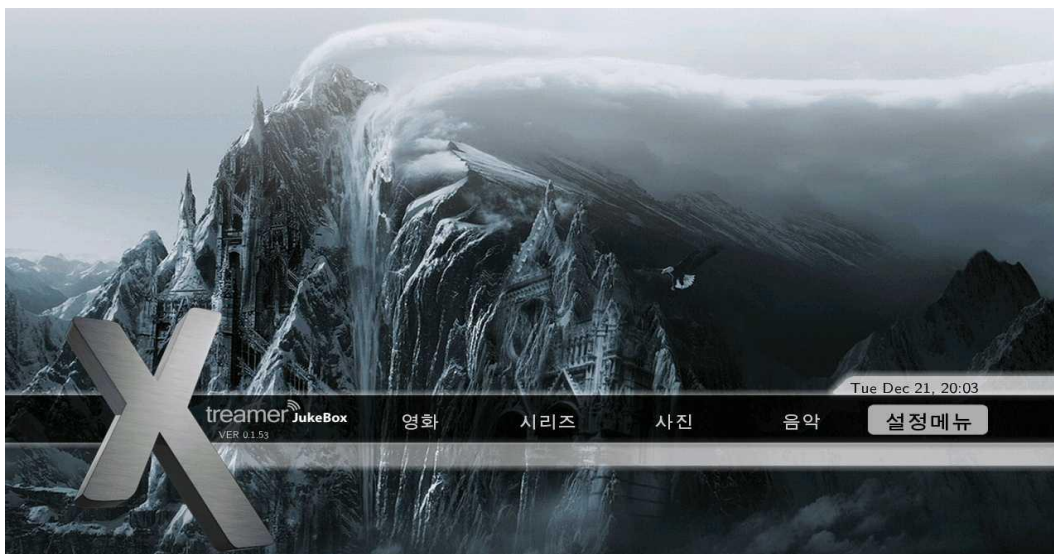 Tue Dec 21, 20:03
Xtreamer JukeBox 영화 시리즈 사진 음악 설정메뉴
VER 0.1.53